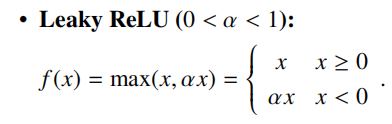 • Leaky ReLU (0 < α < 1):
f(x) = max(x, αx) = { x x ≥ 0
αx x < 0 .